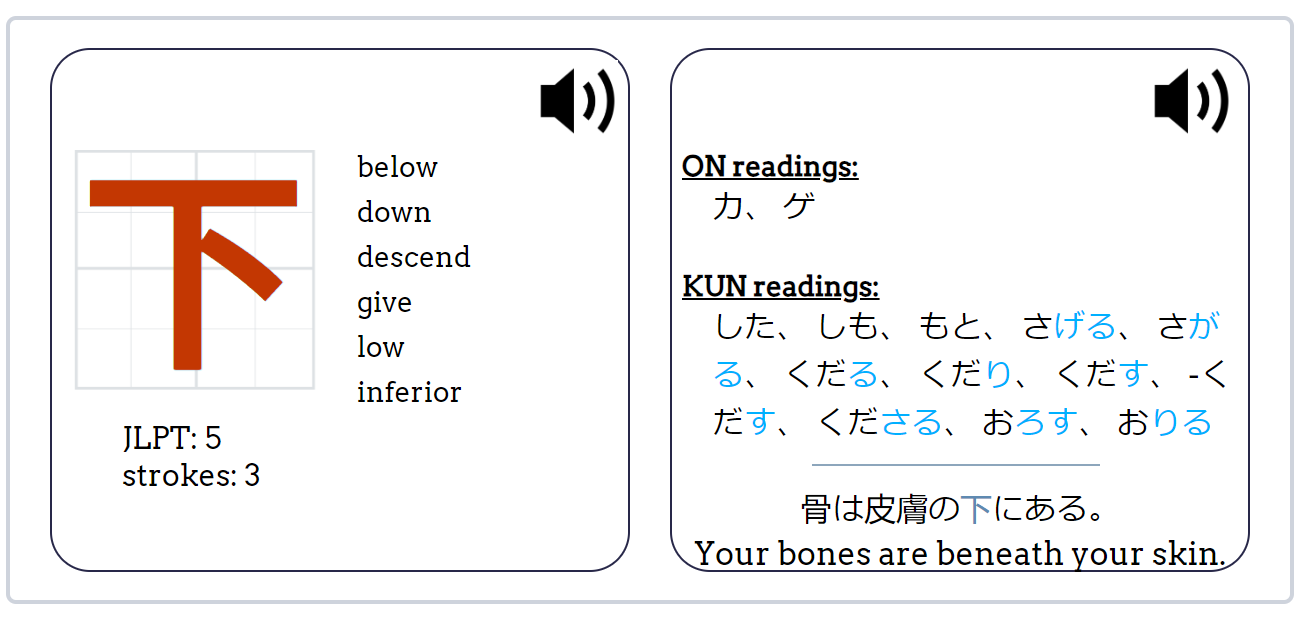 下
below
down
descend
give
low
inferior
JLPT: 5
strokes: 3
ON readings:
カ、 ゲ
KUN readings:
した、 しも、 もと、 さげる、 さが
る、 くだる、 くだり、 くだす、 -く
だす、 くださる、 おろす、 おりる
骨は皮膚の下にある。
Your bones are beneath your skin.